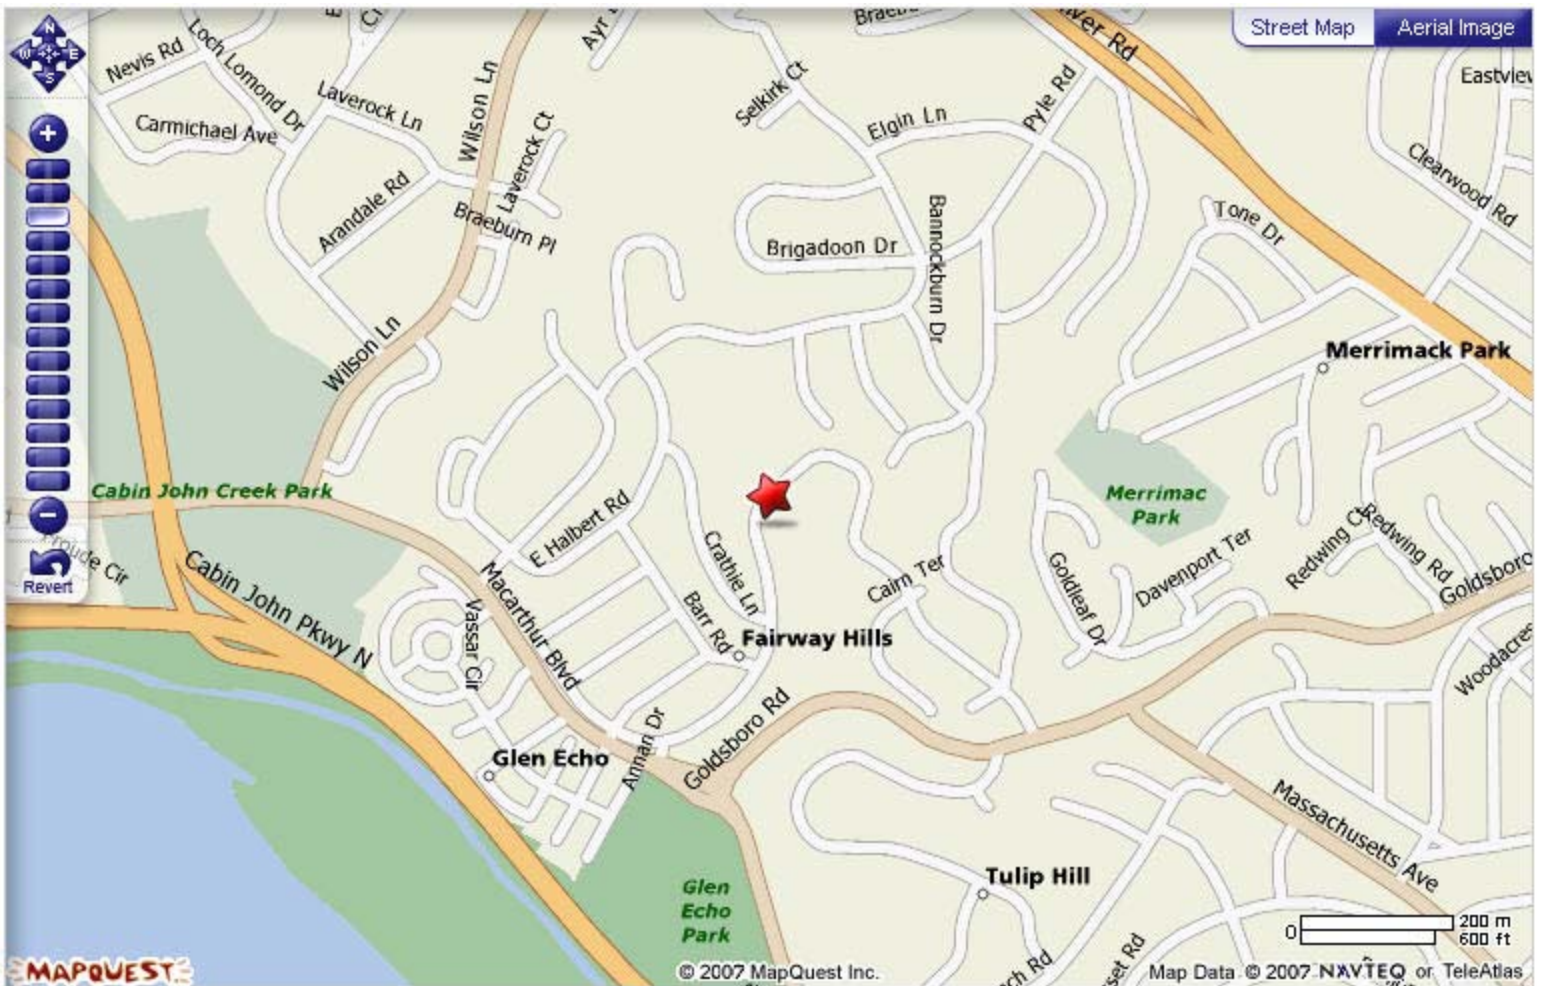 Street Map
Aerial Image
N
W
E
S
Nevis Rd
Loch Lomond Dr
Carmichael Ave
Laverock Ln
Wilson Ln
Laverock Ct
Arandale Rd
Braeburn Pl
Selkirk Ct
Elgin Ln
Pyle Rd
Brigadoon Dr
Bannockburn Dr
Tone Dr
Clearwood Rd
Wilson Ln
Merrimack Park
Cabin John Creek Park
Merrimac
Park
Revert
Cabin John Pkwy N
E Halbert Rd
Crathie Ln
Macarthur Blvd
Vassar Cir
Barr Rd
Fairway Hills
Cairn Ter
Goldleaf Dr
Davenport Ter
Redwing Ct
Redwing Rd
Goldsboro
Woodacres
Goldsboro Rd
Annan Dr
Glen Echo
Massachusetts Ave
Tulip Hill
Glen
Echo
Park
0
200 m
600 ft
MAPQUEST
© 2007 MapQuest Inc.
Map Data © 2007 NAVTEQ or TeleAtlas